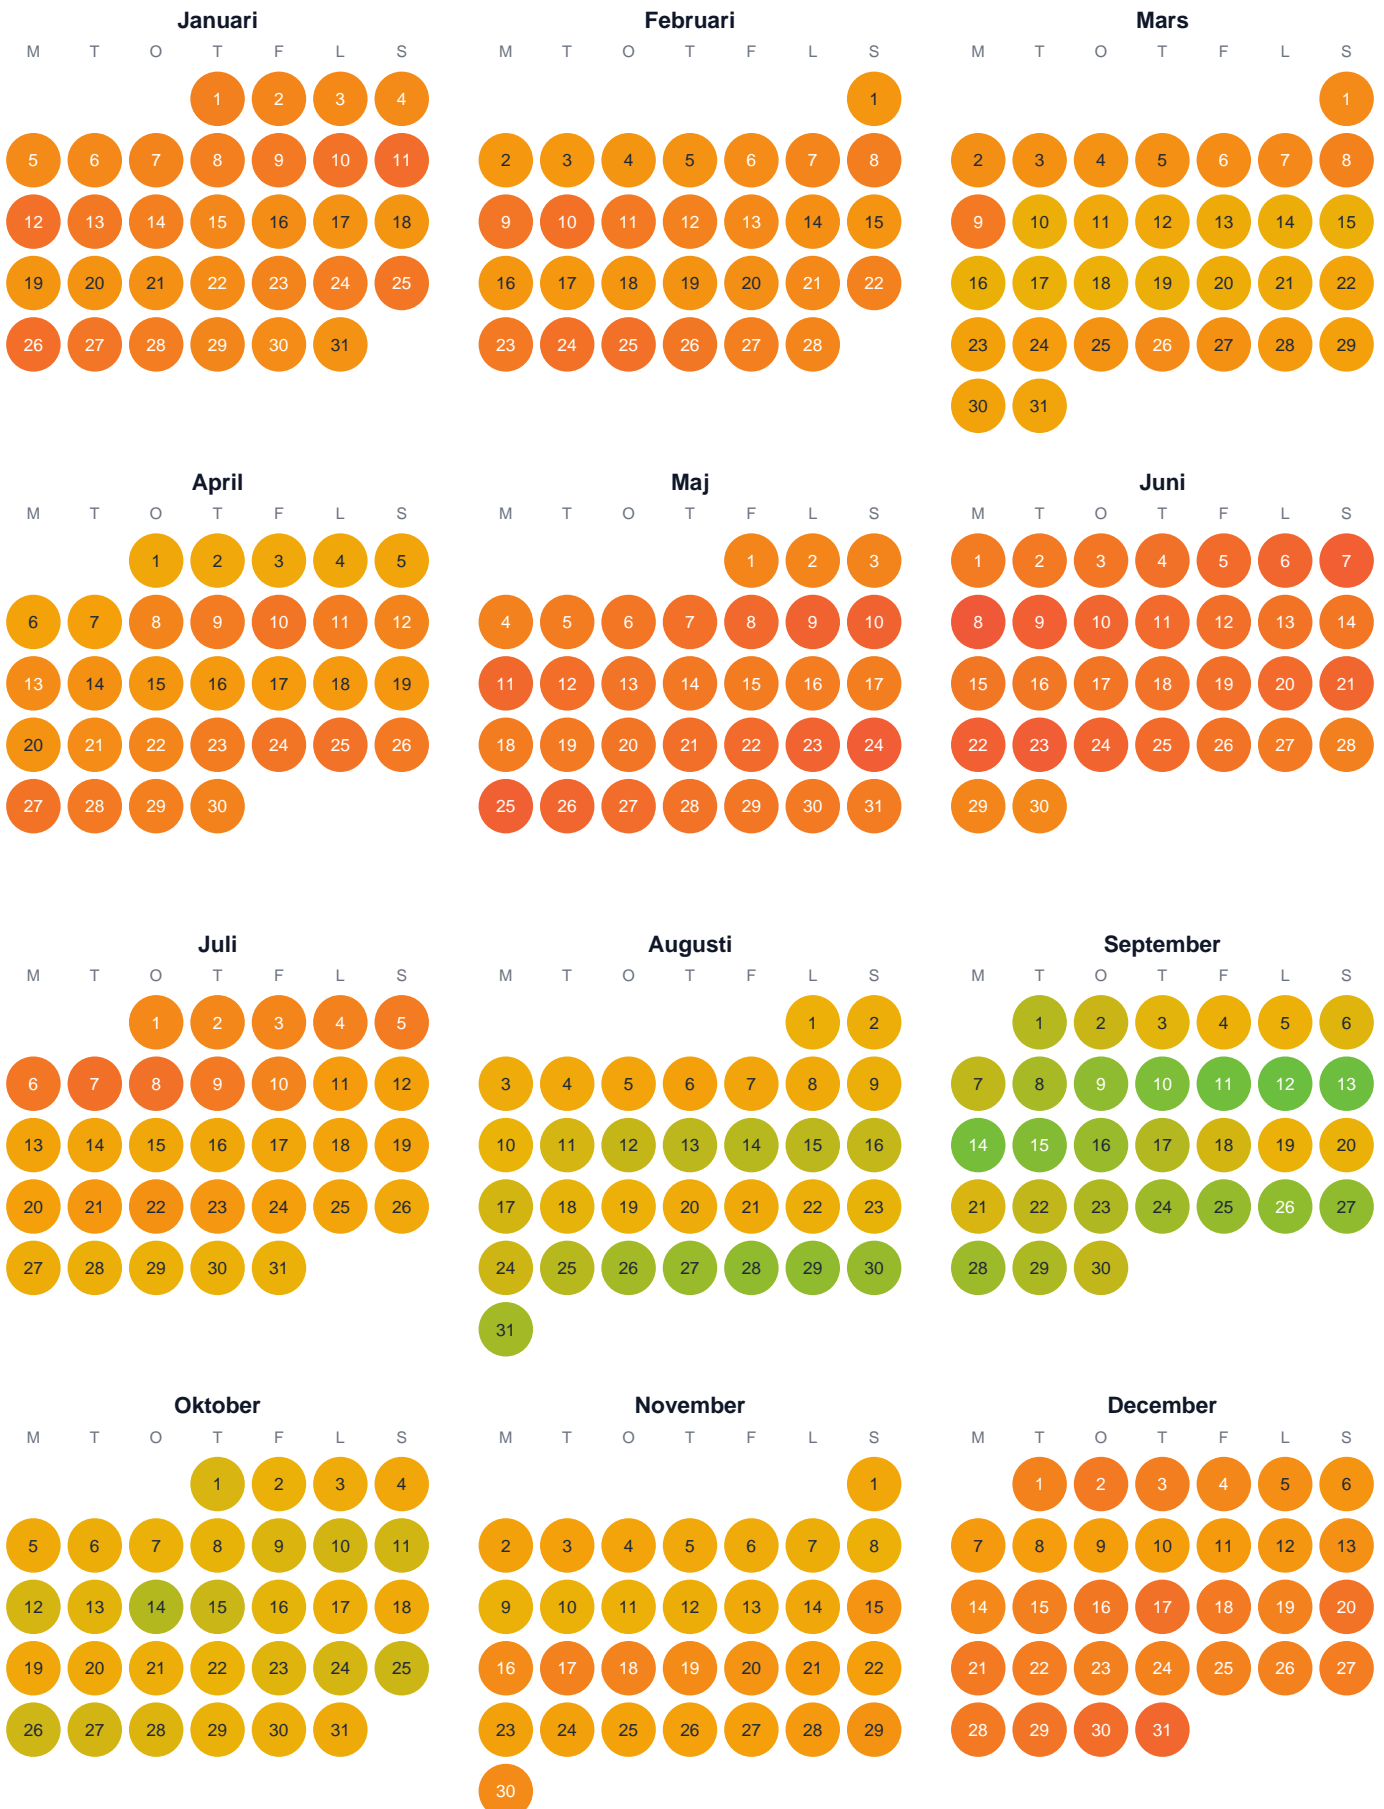 Januari Februari Mars
M T O T F L S M T O T F L S M T O T F L S
1 2 3 4 1 1
5 6 7 8 9 10 11 2 3 4 5 6 7 8 2 3 4 5 6 7 8
12 13 14 15 16 17 18 9 10 11 12 13 14 15 9 10 11 12 13 14 15
19 20 21 22 23 24 25 16 17 18 19 20 21 22 16 17 18 19 20 21 22
26 27 28 29 30 31 23 24 25 26 27 28 23 24 25 26 27 28 29
30 31
April Maj Juni
M T O T F L S M T O T F L S M T O T F L S
1 2 3 4 5 1 2 3 1 2 3 4 5 6 7
6 7 8 9 10 11 12 4 5 6 7 8 9 10 8 9 10 11 12 13 14
13 14 15 16 17 18 19 11 12 13 14 15 16 17 15 16 17 18 19 20 21
20 21 22 23 24 25 26 18 19 20 21 22 23 24 22 23 24 25 26 27 28
27 28 29 30 25 26 27 28 29 30 31 29 30
Juli Augusti September
M T O T F L S M T O T F L S M T O T F L S
1 2 3 4 5 1 2 1 2 3 4 5 6
6 7 8 9 10 11 12 3 4 5 6 7 8 9 7 8 9 10 11 12 13
13 14 15 16 17 18 19 10 11 12 13 14 15 16 14 15 16 17 18 19 20
20 21 22 23 24 25 26 17 18 19 20 21 22 23 21 22 23 24 25 26 27
27 28 29 30 31 24 25 26 27 28 29 30 28 29 30
31
Oktober November December
M T O T F L S M T O T F L S M T O T F L S
1 2 3 4 1 1 2 3 4 5 6
5 6 7 8 9 10 11 2 3 4 5 6 7 8 7 8 9 10 11 12 13
12 13 14 15 16 17 18 9 10 11 12 13 14 15 14 15 16 17 18 19 20
19 20 21 22 23 24 25 16 17 18 19 20 21 22 21 22 23 24 25 26 27
26 27 28 29 30 31 23 24 25 26 27 28 29 28 29 30 31
30